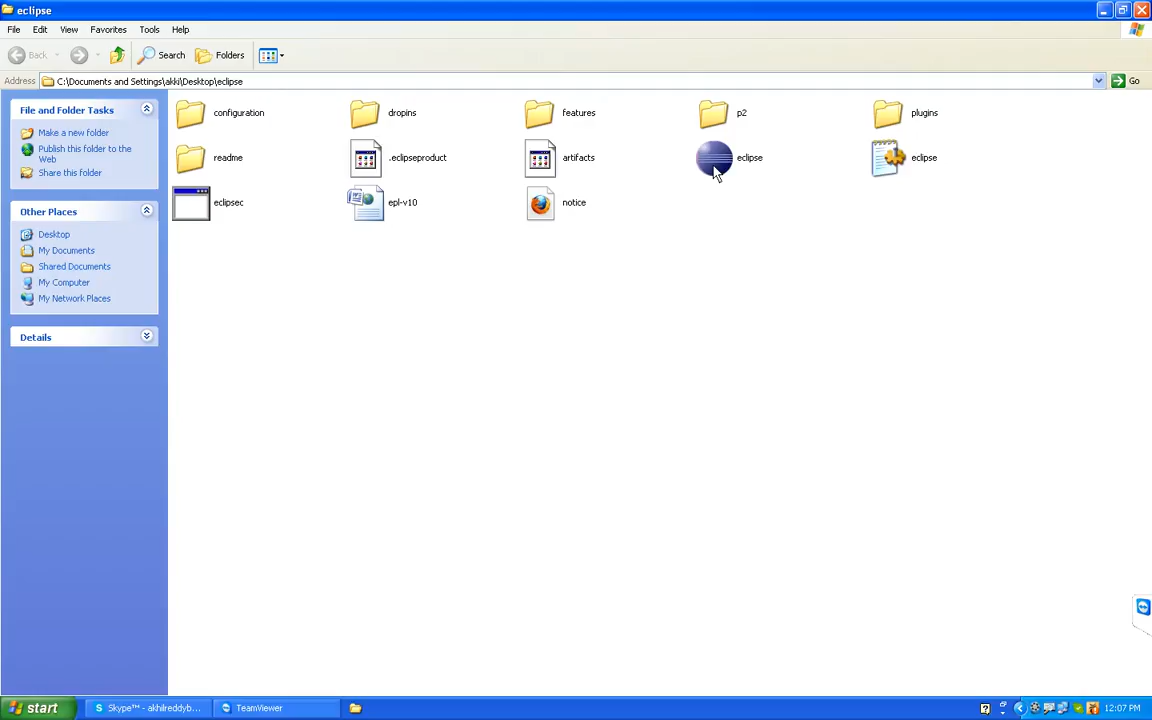 eclipse
File Edit View Favorites Tools Help
Back Search Folders
Address C:\Documents and Settings\akki\Desktop\eclipse Go
File and Folder Tasks
Make a new folder
Publish this folder to the
Web
Share this folder
Other Places
Desktop
My Documents
Shared Documents
My Computer
My Network Places
Details
configuration dropins features p2 plugins
readme .eclipseproduct artifacts eclipse eclipse
eclipsec epl-v10 notice
start Skype™ - akhilreddyb... TeamViewer 12:07 PM